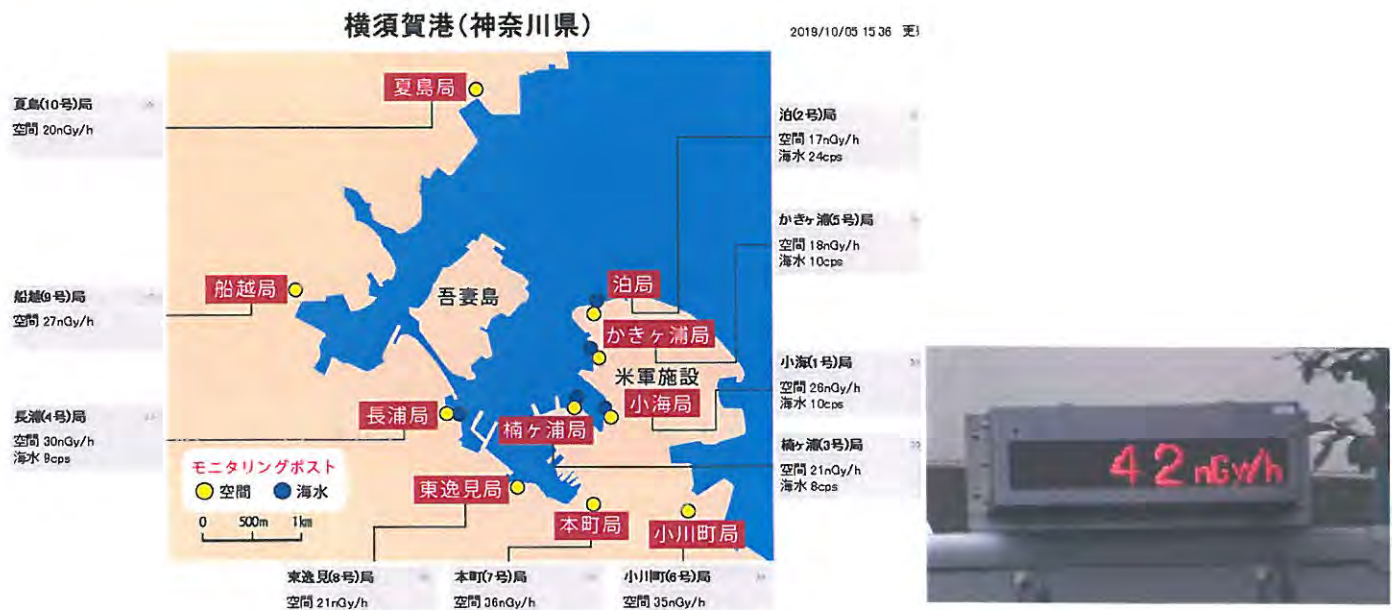 横須賀港(神奈川県)
2019/10/05 15:36 更
夏島(10号)局
空間 20nGy/h
船越(9号)局
空間 27nGy/h
長浦(4号)局
空間 30nGy/h
海水 9cps
夏島局
船越局
吾妻島
泊局
かきヶ浦局
米軍施設
長浦局
楠ヶ浦局
小海局
モニタリングポスト
空間 海水
0 500m 1km
東逸見局
本町局
小川町局
泊(2号)局
空間 17nGy/h
海水 24cps
かきヶ浦(5号)局
空間 18nGy/h
海水 10cps
小海(1号)局
空間 26nGy/h
海水 10cps
楠ヶ浦(3号)局
空間 21nGy/h
海水 8cps
東逸見(8号)局
空間 21nGy/h
本町(7号)局
空間 36nGy/h
小川町(6号)局
空間 35nGy/h
42nGy/h